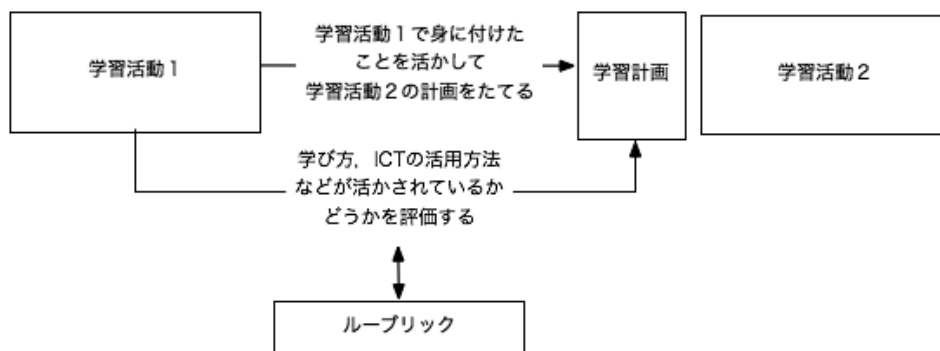 学習活動１
学習活動１で身に付けた
ことを活かして
学習活動２の計画をたてる
学習計画
学習活動２
学び方，ICTの活用方法
などが活かされているか
どうかを評価する
ルーブリック